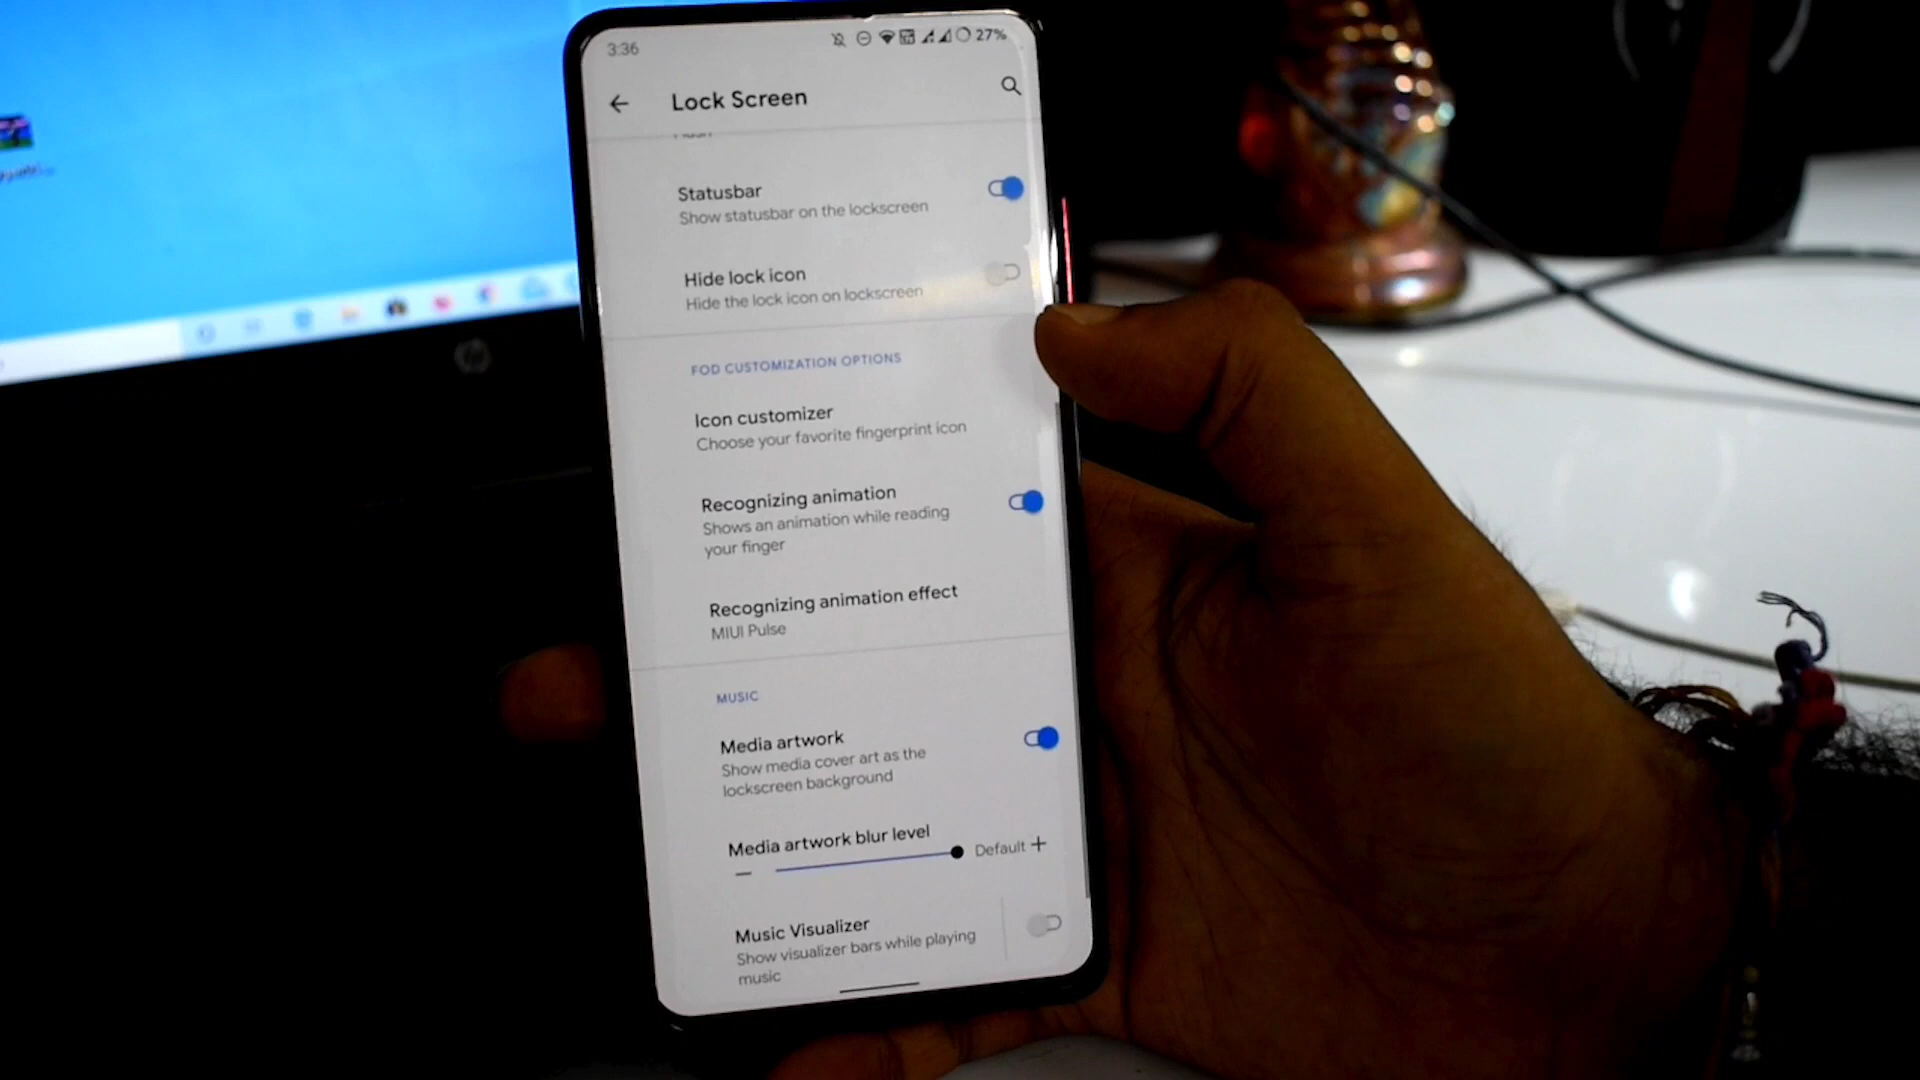 3:36
27%
Lock Screen
Statusbar
Show statusbar on the lockscreen
Hide lock icon
Hide the lock icon on lockscreen
FOD CUSTOMIZATION OPTIONS
Icon customizer
Choose your favorite fingerprint icon
Recognizing animation
Shows an animation while reading
your finger
Recognizing animation effect
MIUI Pulse
MUSIC
Media artwork
Show media cover art as the
lockscreen background
Media artwork blur level
Default
Music Visualizer
Show visualizer bars while playing
music